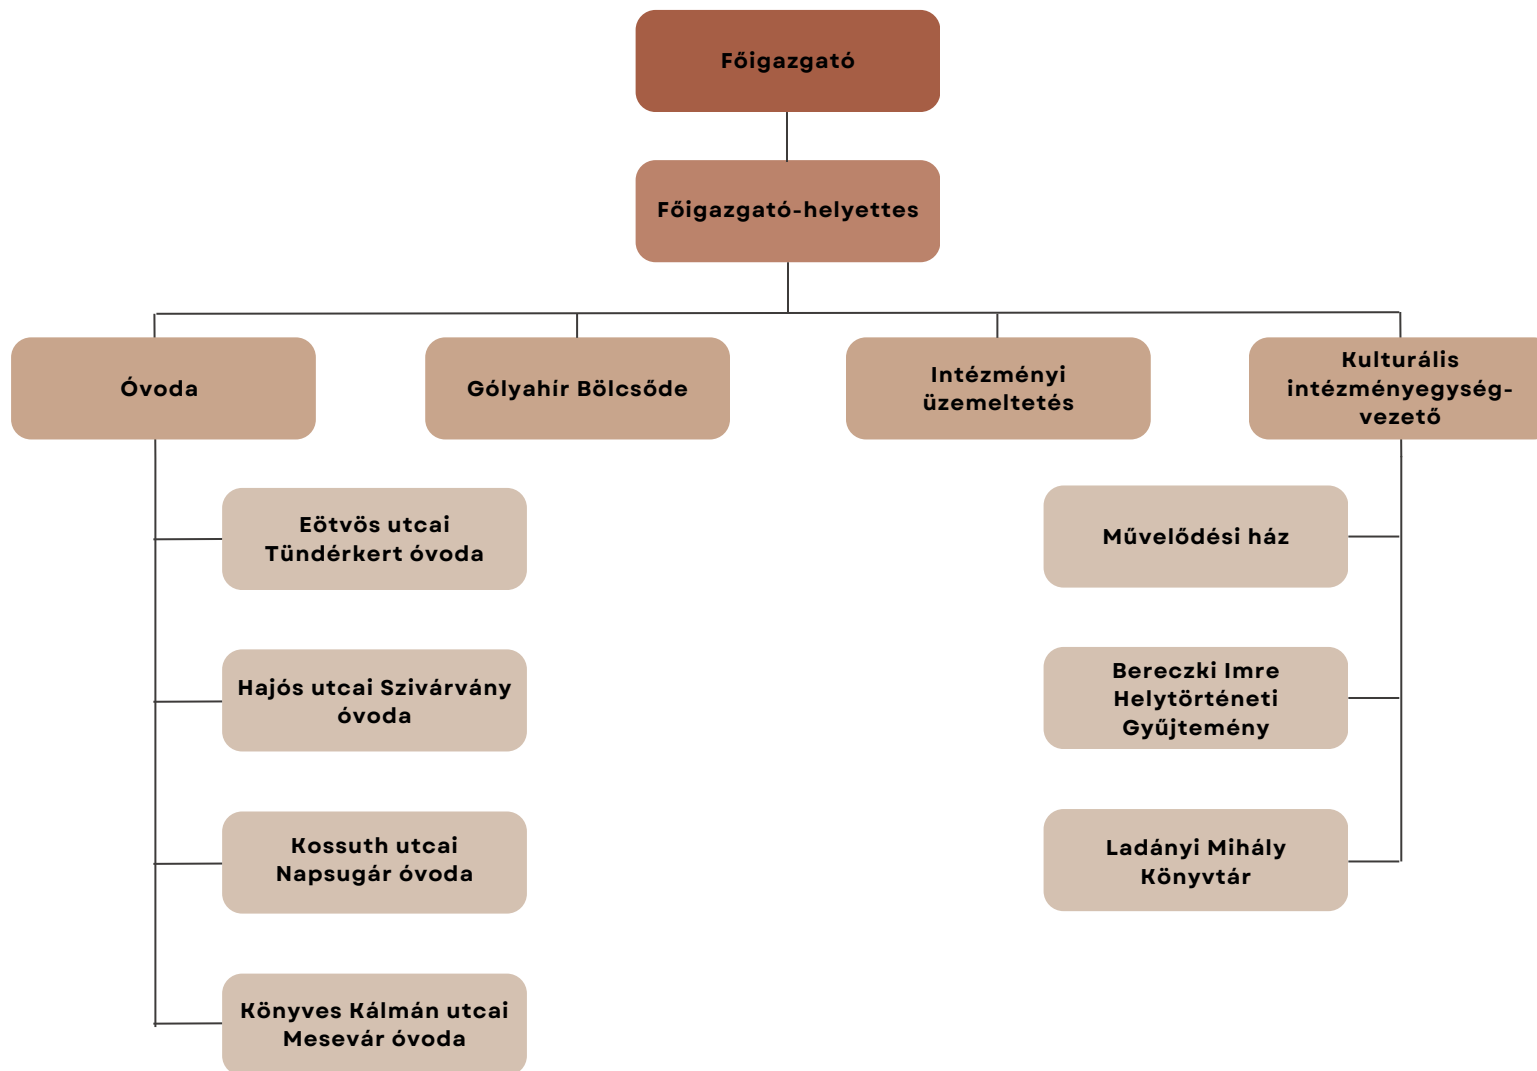 Főigazgató
Főigazgató-helyettes
Óvoda
Gólyahír Bölcsőde
Intézményi
üzemeltetés
Kulturális
intézményegység-
vezető
Eötvös utcai
Tündérkert óvoda
Hajós utcai Szivárvány
óvoda
Kossuth utcai
Napsugár óvoda
Könyves Kálmán utcai
Mesevár óvoda
Művelődési ház
Bereczki Imre
Helytörténeti
Gyűjtemény
Ladányi Mihály
Könyvtár